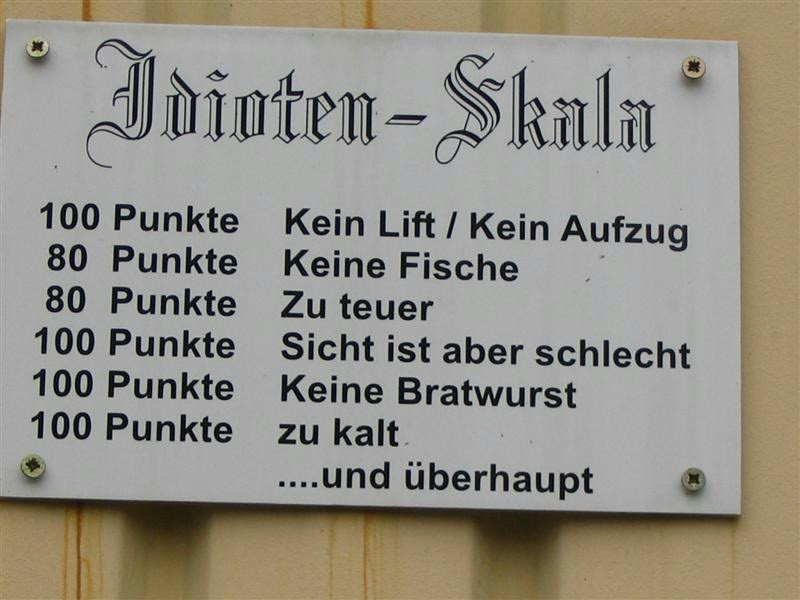 Idioten-Skala
100 Punkte Kein Lift / Kein Aufzug
80 Punkte Keine Fische
80 Punkte Zu teuer
100 Punkte Sicht ist aber schlecht
100 Punkte Keine Bratwurst
100 Punkte zu kalt
....und überhaupt